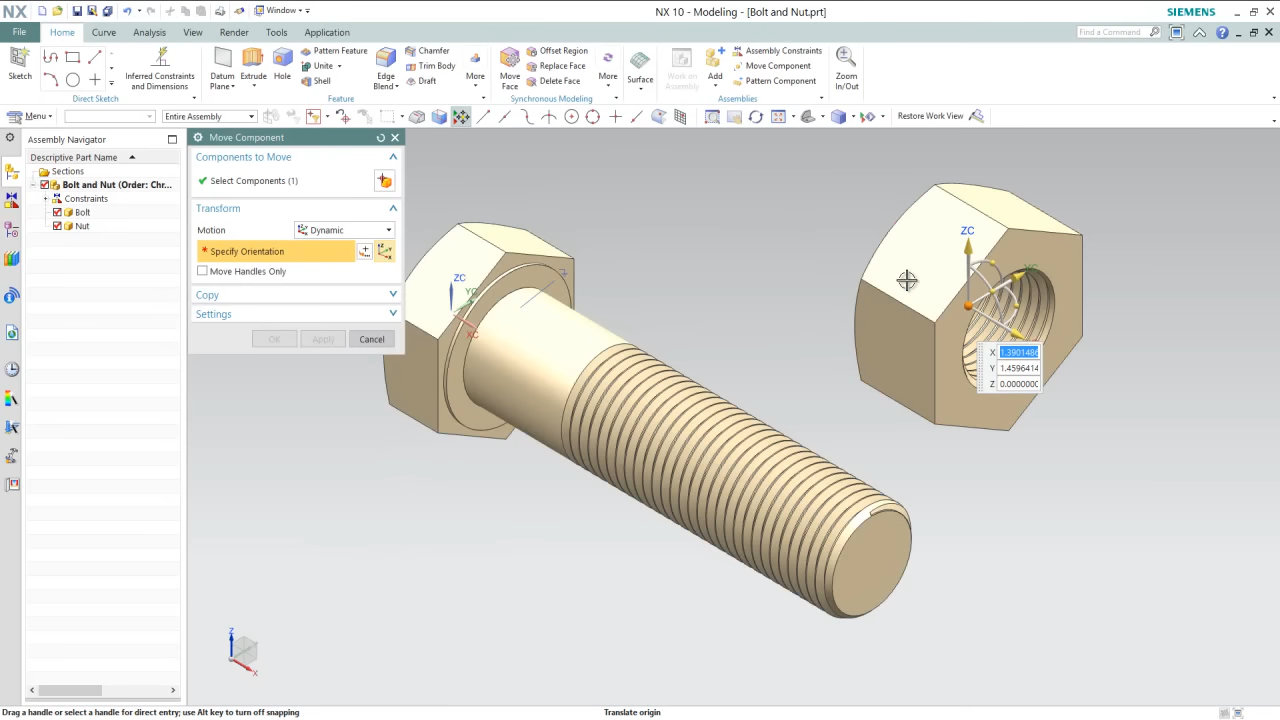 NX
Window
NX 10 - Modeling - [Bolt and Nut.prt]
SIEMENS
File
Home
Curve
Analysis
View
Render
Tools
Application
Find a Command
Sketch
Direct Sketch
Inferred Constraints
and Dimensions
Datum
Plane
Extrude
Hole
Pattern Feature
Unite
Shell
Edge
Blend
Chamfer
Trim Body
Draft
More
Feature
Move
Face
Offset Region
Replace Face
Delete Face
More
Synchronous Modeling
Surface
Work on
Assembly
Add
Assembly Constraints
Move Component
Pattern Component
Assemblies
Zoom
In/Out
Menu
Entire Assembly
Restore Work View
Assembly Navigator
Descriptive Part Name
Sections
Bolt and Nut (Order: Chr...
Constraints
Bolt
Nut
Move Component
Components to Move
Select Components (1)
Transform
Motion
Dynamic
* Specify Orientation
Move Handles Only
Copy
Settings
OK
Apply
Cancel
ZC
YC
XC
ZC
YC
X 1.3901486
Y 1.4596414
Z 0.0000000
Z
X
Drag a handle or select a handle for direct entry; use Alt key to turn off snapping
Translate origin